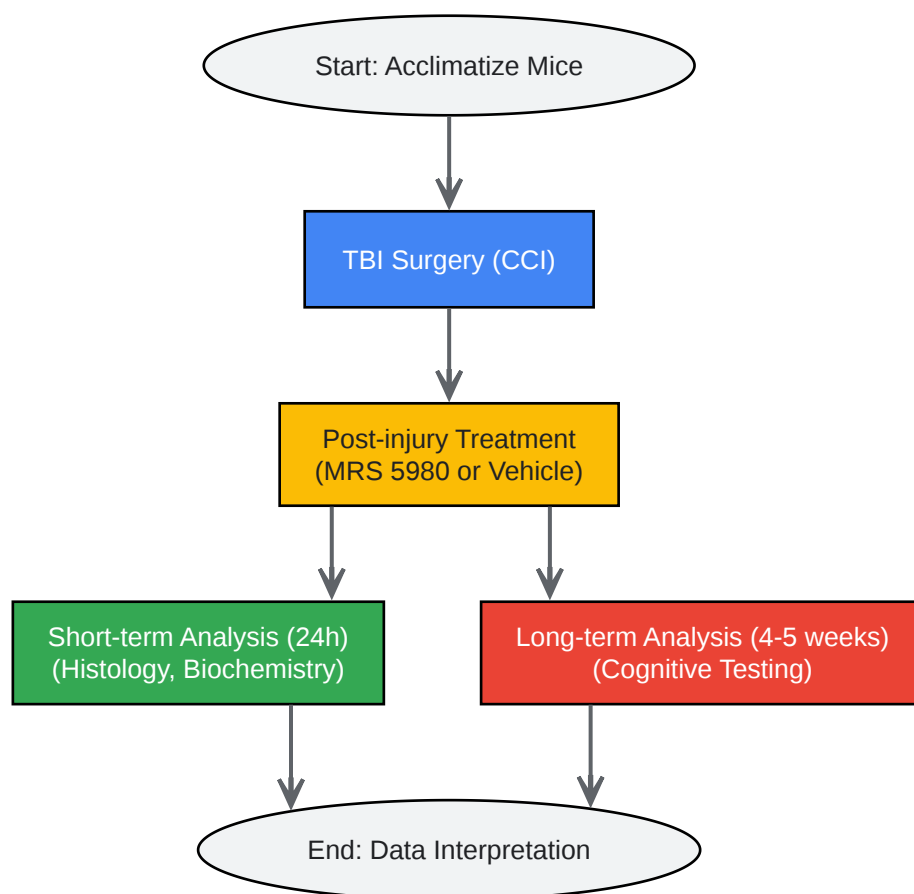 Start: Acclimatize Mice
TBI Surgery (CCI)
Post-injury Treatment
(MRS 5980 or Vehicle)
Short-term Analysis (24h)
(Histology, Biochemistry)
Long-term Analysis (4-5 weeks)
(Cognitive Testing)
End: Data Interpretation